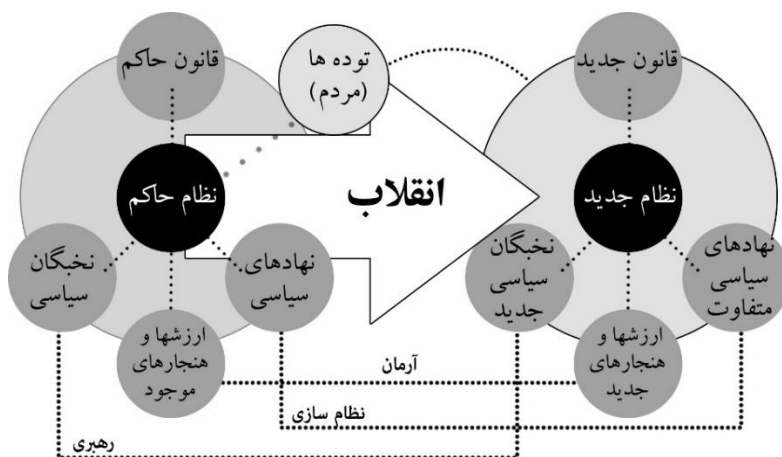 قانون حاکم
توده ها
(مردم)
قانون جدید
نظام حاکم
انقلاب
نظام جدید
نخبگان
سیاسی
نهادهای
سیاسی
ارزشها و
هنجارهای
موجود
نخبگان
سیاسی
جدید
نهادهای
سیاسی
متفاوت
ارزشها و
هنجارهای
جدید
آرمان
نظام سازی
رهبری